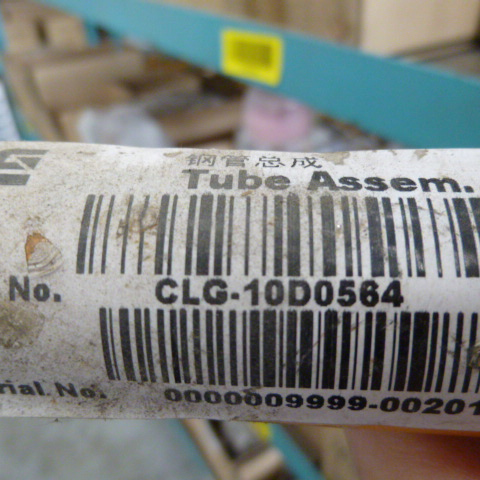 钢管总成
Tube Assem.
No. CLG-10D0564
rial No. 0000009999-00201